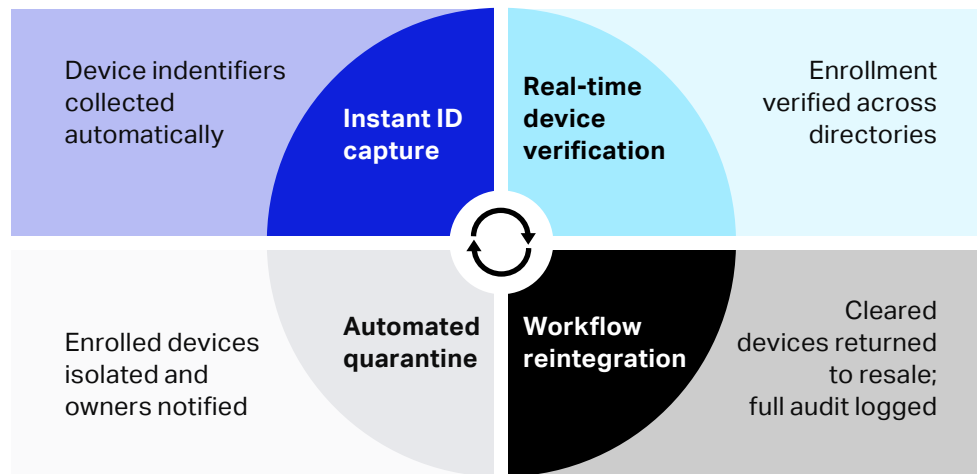 Device indentifiers
collected
automatically
Instant ID
capture
Real-time
device
verification
Enrollment
verified across
directories
Enrolled devices
isolated and
owners notified
Automated
quarantine
Workflow
reintegration
Cleared
devices returned
to resale;
full audit logged